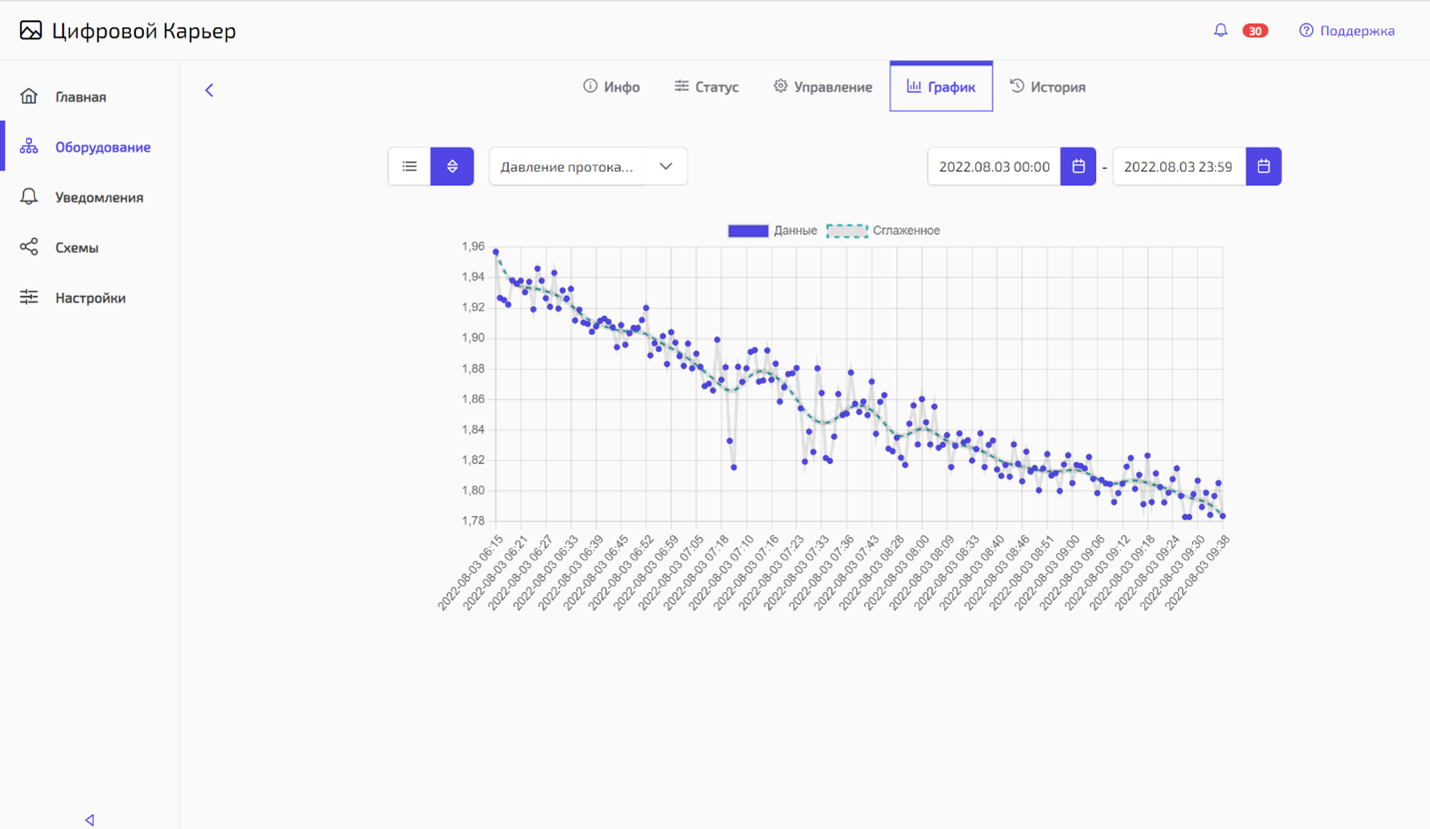 Цифровой Карьер
30
Поддержка
Главная
Оборудование
Уведомления
Схемы
Настройки
Инфо
Статус
Управление
График
История
Давление протока...
2022.08.03 00:00
-
2022.08.03 23:59
Данные
Сглаженное
1,96
1,94
1,92
1,90
1,88
1,86
1,84
1,82
1,80
1,78
2022-08-03 06:15
2022-08-03 06:21
2022-08-03 06:27
2022-08-03 06:33
2022-08-03 06:39
2022-08-03 06:45
2022-08-03 06:52
2022-08-03 06:59
2022-08-03 07:05
2022-08-03 07:18
2022-08-03 07:10
2022-08-03 07:16
2022-08-03 07:23
2022-08-03 07:33
2022-08-03 07:36
2022-08-03 07:43
2022-08-03 08:28
2022-08-03 08:00
2022-08-03 08:09
2022-08-03 08:33
2022-08-03 08:40
2022-08-03 08:46
2022-08-03 08:51
2022-08-03 09:00
2022-08-03 09:06
2022-08-03 09:12
2022-08-03 09:18
2022-08-03 09:24
2022-08-03 09:30
2022-08-03 09:38